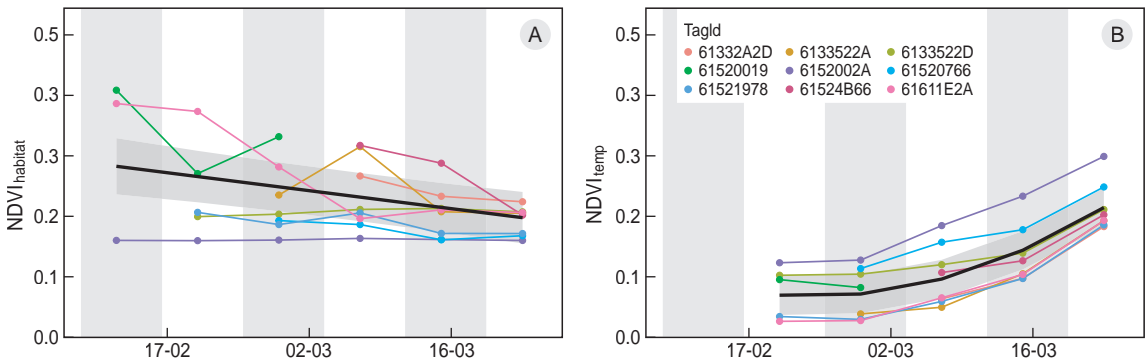 A
0.5
0.3
0.3
0.2
0.1
0.0
NDVIhabitat
17-02
02-03
16-03
B
TagId
61332A2D 6133522A 6133522D
61520019 6152002A 61520766
61521978 61524B66 61611E2A
0.5
0.3
0.3
0.2
0.1
0.0
NDVItemp
17-02
02-03
16-03